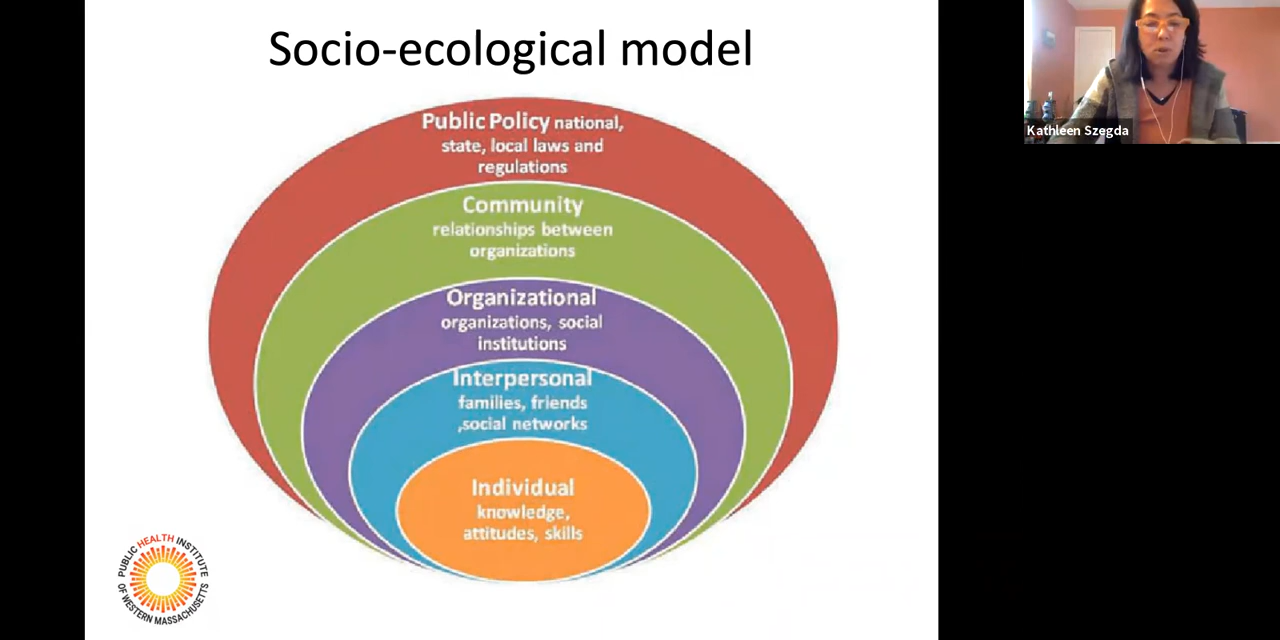 Socio-ecological model
Public Policy national,
state, local laws and
regulations
Community
relationships between
organizations
Organizational
organizations, social
institutions
Interpersonal
families, friends
,social networks
Individual
knowledge,
attitudes, skills
PUBLIC HEALTH INSTITUTE
OF WESTERN MASSACHUSETTS
Kathleen Szegda